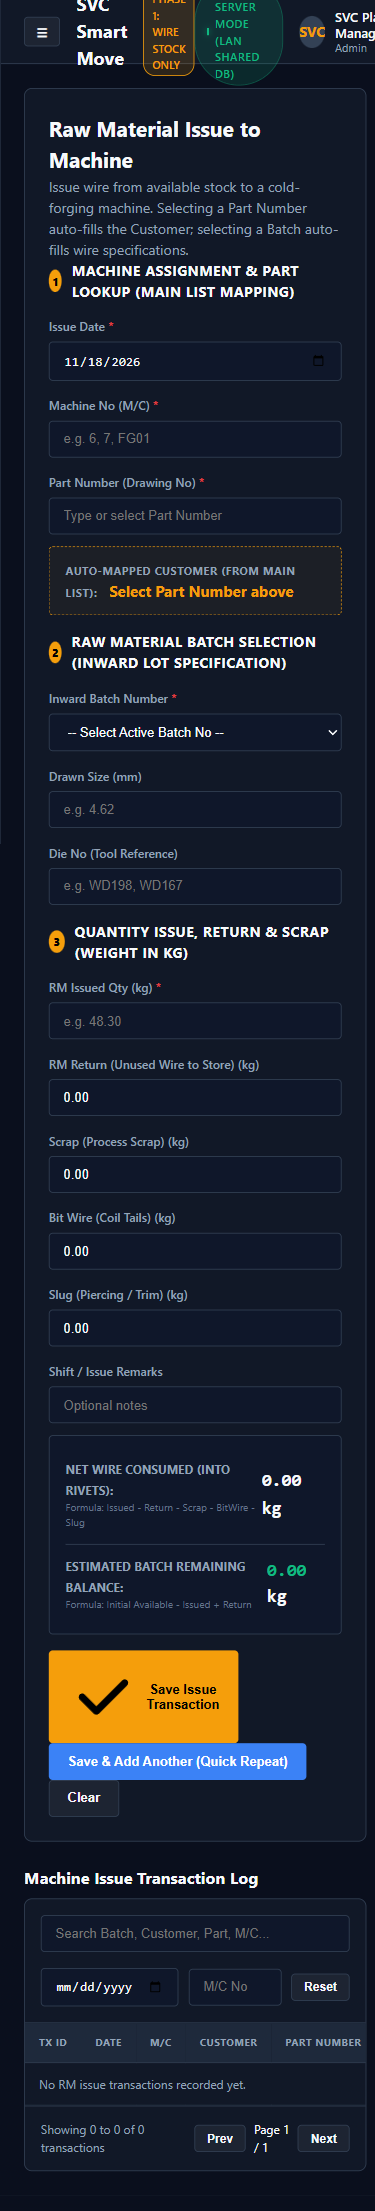 ☰
SVC
Smart
Move
PHASE
1:
WIRE
STOCK
ONLY
SERVER
MODE
(LAN
SHARED
DB)
SVC
SVC Pla
Manag
Admin
Raw Material Issue to
Machine
Issue wire from available stock to a cold-
forging machine. Selecting a Part Number
auto-fills the Customer; selecting a Batch auto-
fills wire specifications.
1 MACHINE ASSIGNMENT & PART
LOOKUP (MAIN LIST MAPPING)
Issue Date *
11/18/2026
Machine No (M/C) *
e.g. 6, 7, FG01
Part Number (Drawing No) *
Type or select Part Number
AUTO-MAPPED CUSTOMER (FROM MAIN
LIST): Select Part Number above
2 RAW MATERIAL BATCH SELECTION
(INWARD LOT SPECIFICATION)
Inward Batch Number *
-- Select Active Batch No --
Drawn Size (mm)
e.g. 4.62
Die No (Tool Reference)
e.g. WD198, WD167
3 QUANTITY ISSUE, RETURN & SCRAP
(WEIGHT IN KG)
RM Issued Qty (kg) *
e.g. 48.30
RM Return (Unused Wire to Store) (kg)
0.00
Scrap (Process Scrap) (kg)
0.00
Bit Wire (Coil Tails) (kg)
0.00
Slug (Piercing / Trim) (kg)
0.00
Shift / Issue Remarks
Optional notes
NET WIRE CONSUMED (INTO
RIVETS):
Formula: Issued - Return - Scrap - BitWire -
Slug
0.00
kg
ESTIMATED BATCH REMAINING
BALANCE:
Formula: Initial Available - Issued + Return
0.00
kg
Save Issue
Transaction
Save & Add Another (Quick Repeat)
Clear
Machine Issue Transaction Log
Search Batch, Customer, Part, M/C...
mm/dd/yyyy M/C No Reset
TX ID DATE M/C CUSTOMER PART NUMBER
No RM issue transactions recorded yet.
Showing 0 to 0 of 0
transactions
Prev
Page 1
/ 1
Next